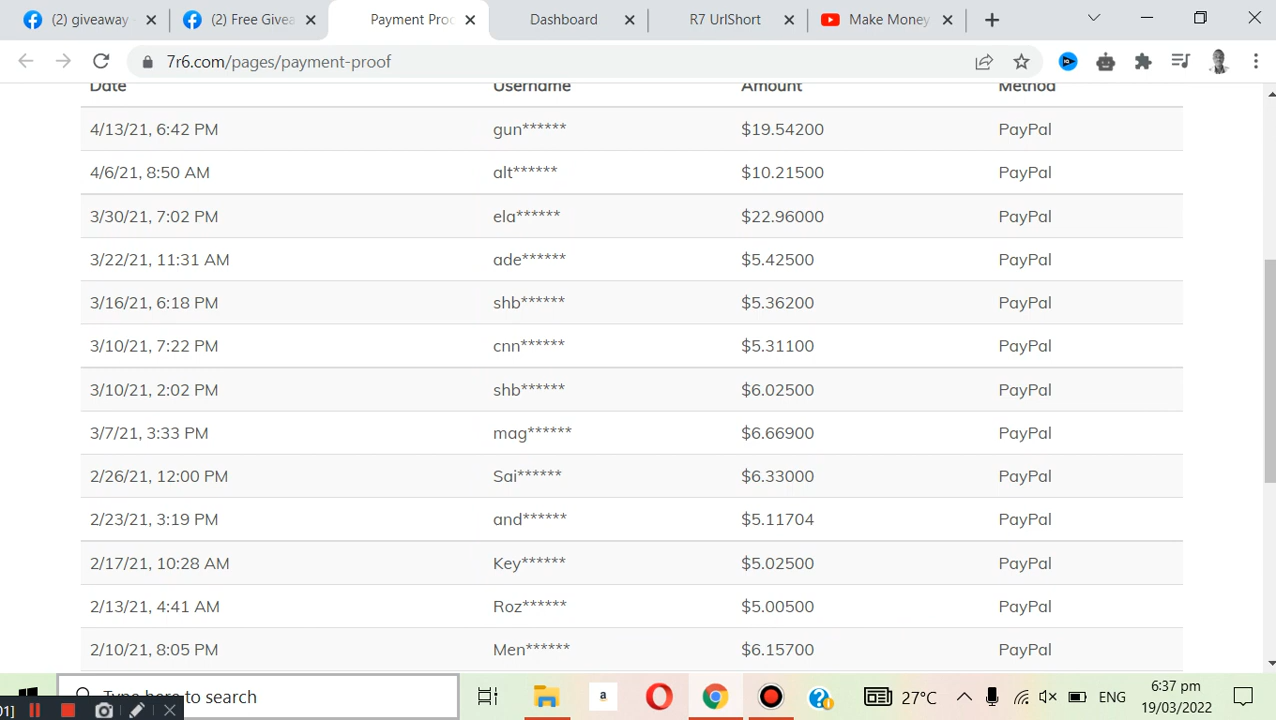 (2) giveaway
(2) Free Givea
Payment Proo
Dashboard
R7 UrlShort
Make Money
7r6.com/pages/payment-proof
Date Username Amount Method
4/13/21, 6:42 PM gun****** $19.54200 PayPal
4/6/21, 8:50 AM alt****** $10.21500 PayPal
3/30/21, 7:02 PM ela****** $22.96000 PayPal
3/22/21, 11:31 AM ade****** $5.42500 PayPal
3/16/21, 6:18 PM shb****** $5.36200 PayPal
3/10/21, 7:22 PM cnn****** $5.31100 PayPal
3/10/21, 2:02 PM shb****** $6.02500 PayPal
3/7/21, 3:33 PM mag****** $6.66900 PayPal
2/26/21, 12:00 PM Sai****** $6.33000 PayPal
2/23/21, 3:19 PM and****** $5.11704 PayPal
2/17/21, 10:28 AM Key****** $5.02500 PayPal
2/13/21, 4:41 AM Roz****** $5.00500 PayPal
2/10/21, 8:05 PM Men****** $6.15700 PayPal
Type here to search
a
27°C
ENG
6:37 pm
19/03/2022
01]